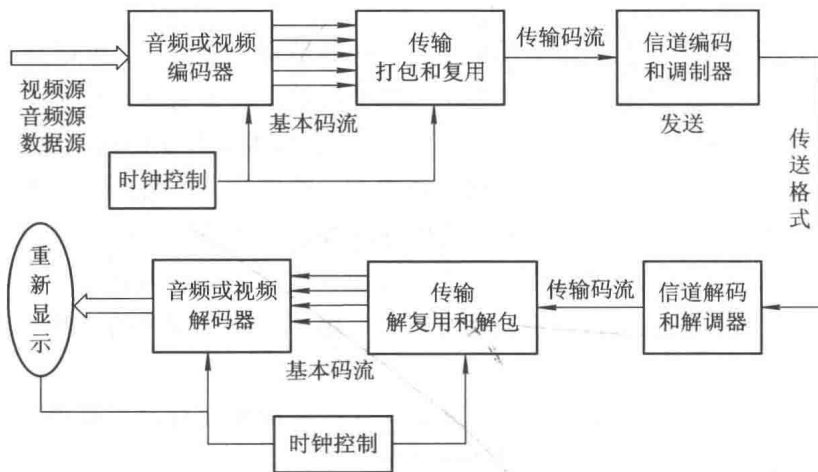 音频或视频
编码器
传输
打包和复用
传输码流
信道编码
和调制器
视频源
音频源
数据源
基本码流
发送
时钟控制
传送格式
重新显示
音频或视频
解码器
传输
解复用和解包
传输码流
信道解码
和解调器
基本码流
时钟控制